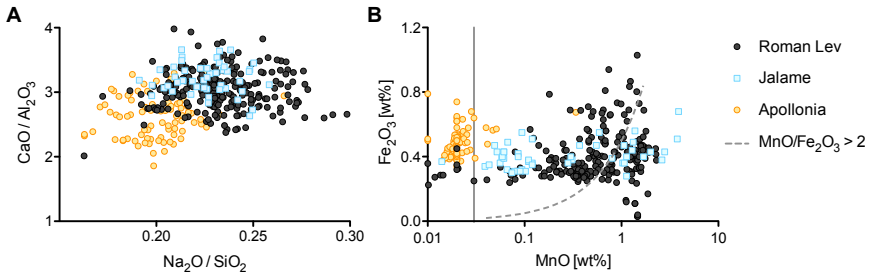 A
CaO / Al₂O₃
4
3
2
1
0.20
0.25
0.30
Na₂O / SiO₂
B
Fe₂O₃ [wt%]
1.2
0.8
0.4
0.0
0.01
0.1
1
10
MnO [wt%]
Roman Lev
Jalame
Apollonia
MnO/Fe₂O₃ > 2